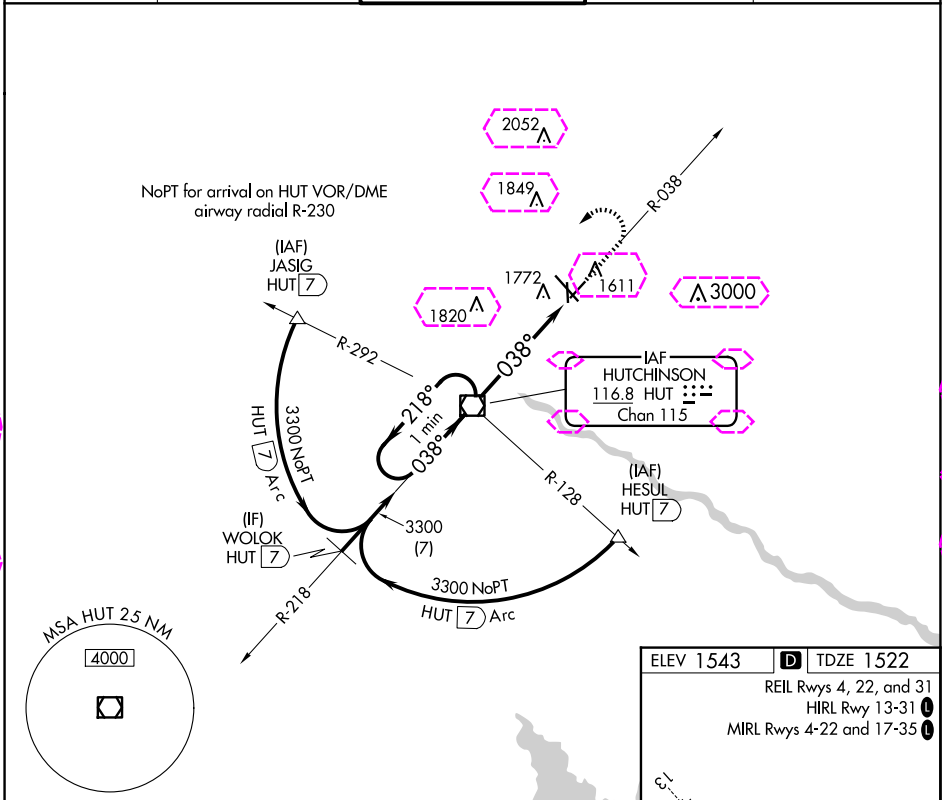 2052
1849
NoPT for arrival on HUT VOR/DME
airway radial R-230
R-038
(IAF)
JASIG
HUT 7
1772
1611
3000
1820
R-292
038°
IAF
HUTCHINSON
116.8 HUT
Chan 115
218°
1 min
038°
3300 NoPT
HUT 7 Arc
R-128
(IAF)
HESUL
HUT 7
(IF)
WOLOK
HUT 7
3300
(7)
3300 NoPT
HUT 7 Arc
R-218
MSA HUT 25 NM
4000
ELEV 1543 D TDZE 1522
REIL Rwys 4, 22, and 31
HIRL Rwy 13-31 L
MIRL Rwys 4-22 and 17-35 L
13